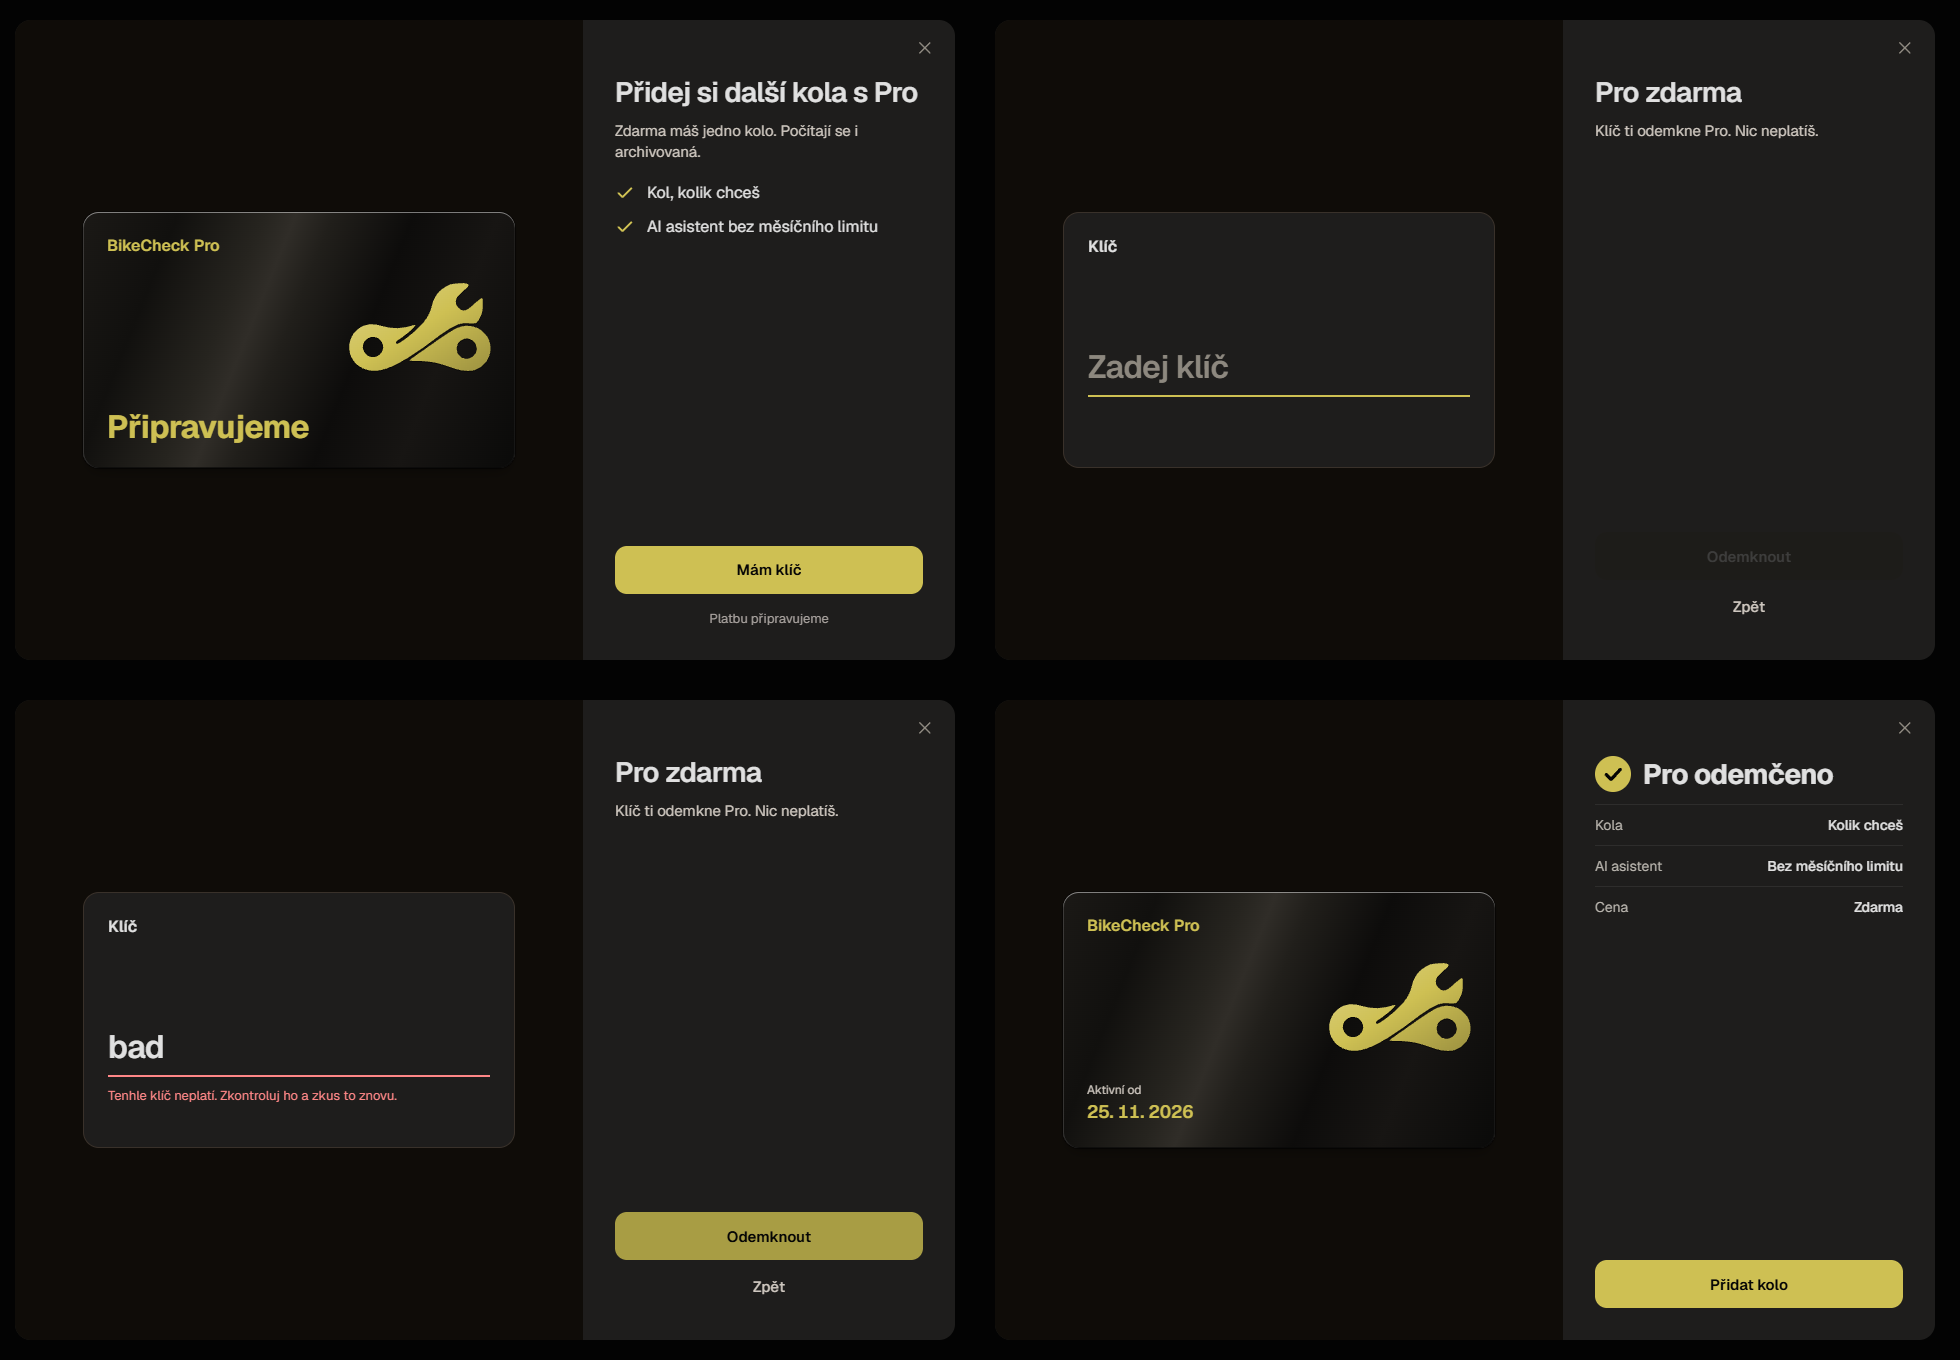 BikeCheck Pro
Připravujeme
Přidej si další kola s Pro
Zdarma máš jedno kolo. Počítají se i
archivovaná.
Kol, kolik chceš
AI asistent bez měsíčního limitu
Mám klíč
Platbu připravujeme
Klíč
Zadej klíč
Pro zdarma
Klíč ti odemkne Pro. Nic neplatíš.
Odemknout
Zpět
Klíč
bad
Tenhle klíč neplatí. Zkontroluj ho a zkus to znovu.
Pro zdarma
Klíč ti odemkne Pro. Nic neplatíš.
Odemknout
Zpět
BikeCheck Pro
Aktivní od
25. 11. 2026
Pro odemčeno
Kola Kolik chceš
AI asistent Bez měsíčního limitu
Cena Zdarma
Přidat kolo